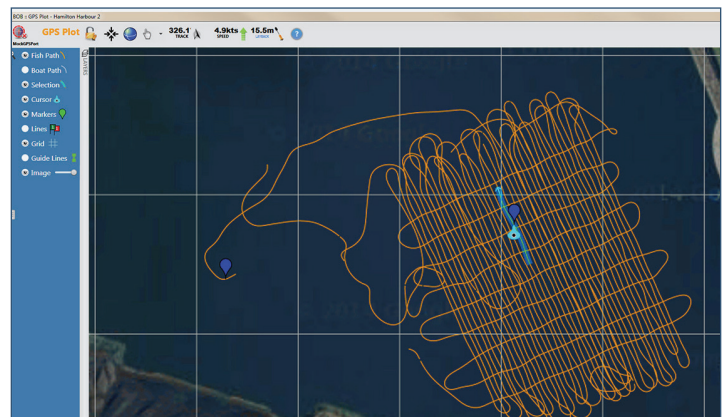 BOB :: GPS Plot - Hamilton Harbour 2
MockGPSPort
GPS Plot
326.1°
TRACK
4.9kts
SPEED
15.5m
?
Fish Path
Boat Path
Selection
Cursor
Markers
Lines
Grid
Guide Lines
Image
LAYERS